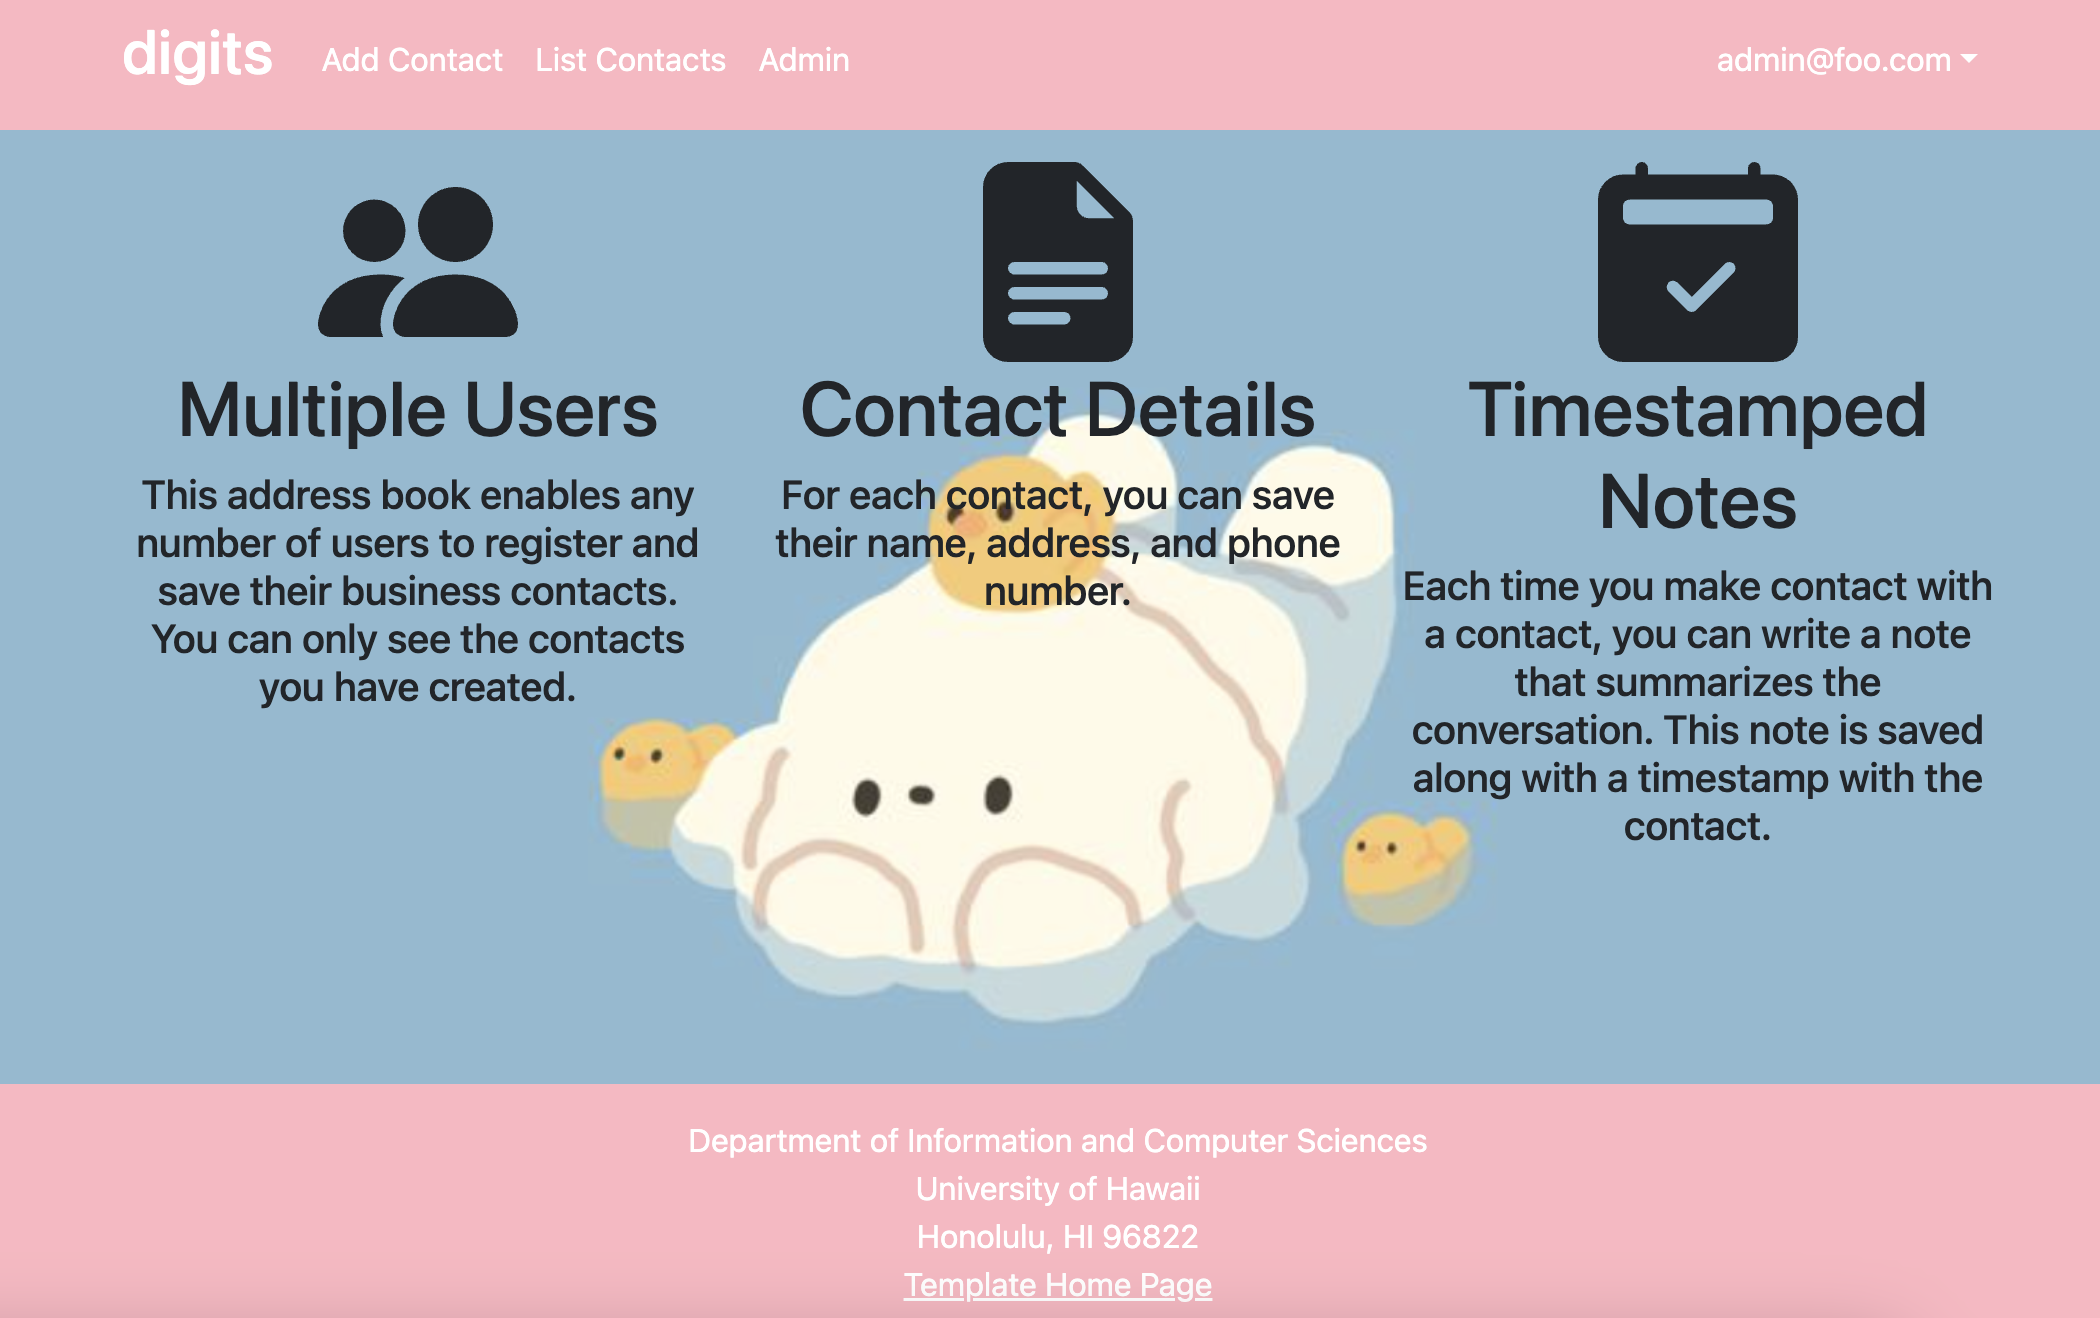 digits
Add Contact
List Contacts
Admin
admin@foo.com
Multiple Users
This address book enables any
number of users to register and
save their business contacts.
You can only see the contacts
you have created.
Contact Details
For each contact, you can save
their name, address, and phone
number.
Timestamped
Notes
Each time you make contact with
a contact, you can write a note
that summarizes the
conversation. This note is saved
along with a timestamp with the
contact.
Department of Information and Computer Sciences
University of Hawaii
Honolulu, HI 96822
Template Home Page